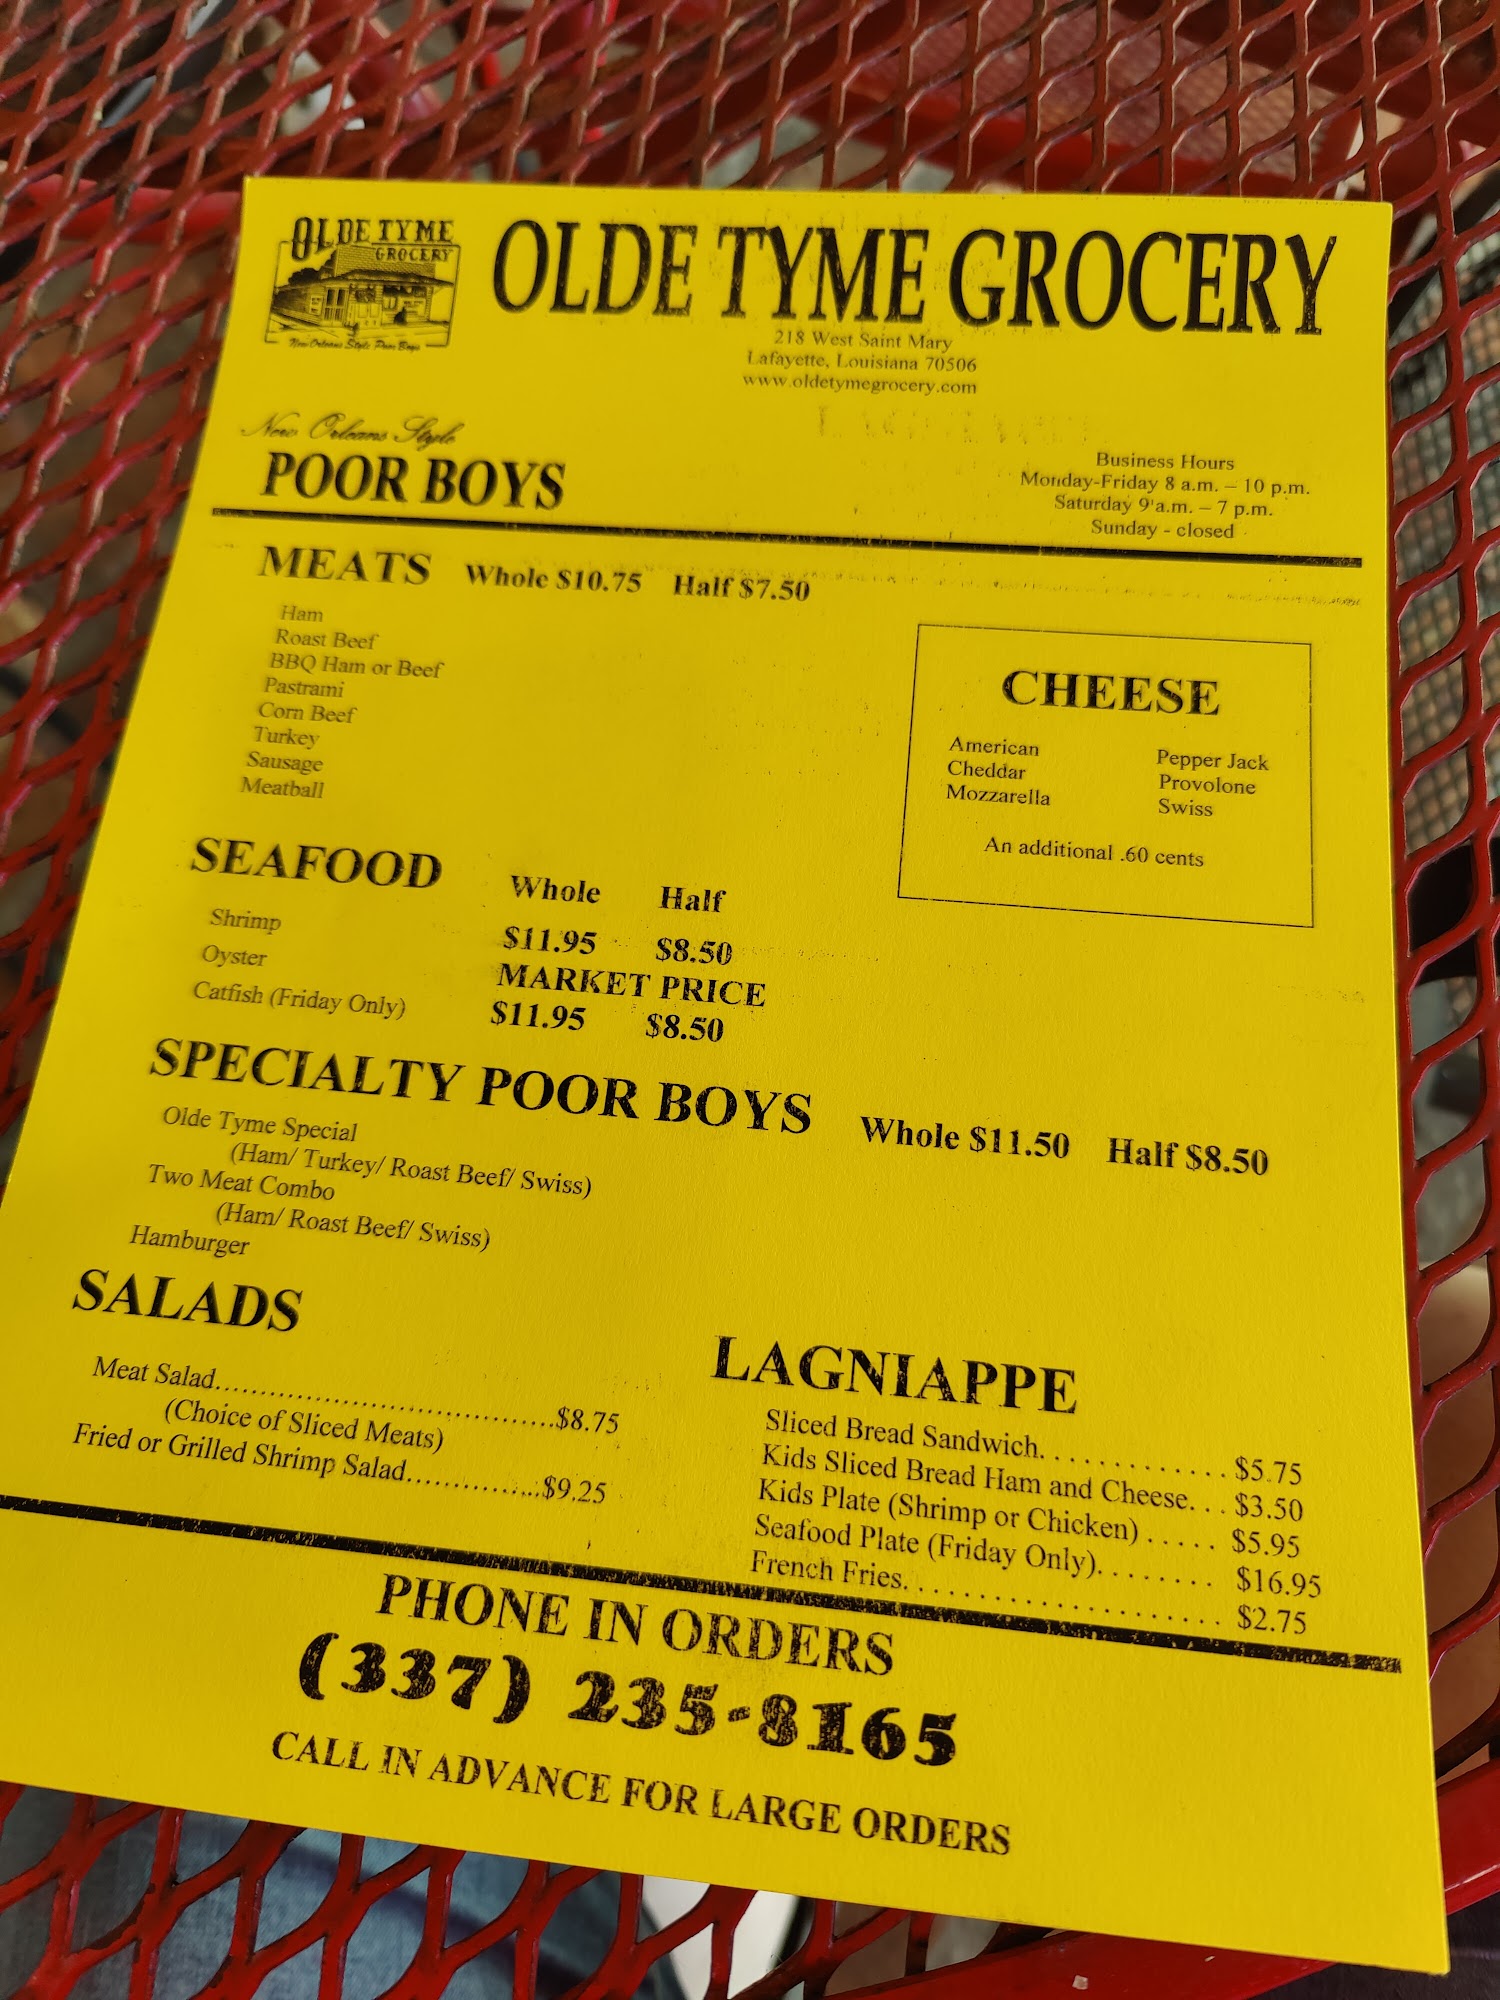 OLDE TYME
GROCERY
New Orleans Style Poor Boys
OLDE TYME GROCERY
218 West Saint Mary
Lafayette, Louisiana 70506
www.oldetymegrocery.com
New Orleans Style
POOR BOYS
Business Hours
Monday-Friday 8 a.m. – 10 p.m.
Saturday 9 a.m. – 7 p.m.
Sunday - closed
MEATS Whole $10.75 Half $7.50
Ham
Roast Beef
BBQ Ham or Beef
Pastrami
Corn Beef
Turkey
Sausage
Meatball
CHEESE
American Pepper Jack
Cheddar Provolone
Mozzarella Swiss
An additional .60 cents
SEAFOOD Whole Half
Shrimp $11.95 $8.50
Oyster MARKET PRICE
Catfish (Friday Only) $11.95 $8.50
SPECIALTY POOR BOYS Whole $11.50 Half $8.50
Olde Tyme Special
(Ham/ Turkey/ Roast Beef/ Swiss)
Two Meat Combo
(Ham/ Roast Beef/ Swiss)
Hamburger
SALADS
Meat Salad........................................$8.75
(Choice of Sliced Meats)
Fried or Grilled Shrimp Salad................$9.25
LAGNIAPPE
Sliced Bread Sandwich. . . . . . . . . . . . . $5.75
Kids Sliced Bread Ham and Cheese. . . $3.50
Kids Plate (Shrimp or Chicken) . . . . . $5.95
Seafood Plate (Friday Only). . . . . . . . $16.95
French Fries. . . . . . . . . . . . . . . . . . . . . . $2.75
PHONE IN ORDERS
(337) 235-8165
CALL IN ADVANCE FOR LARGE ORDERS